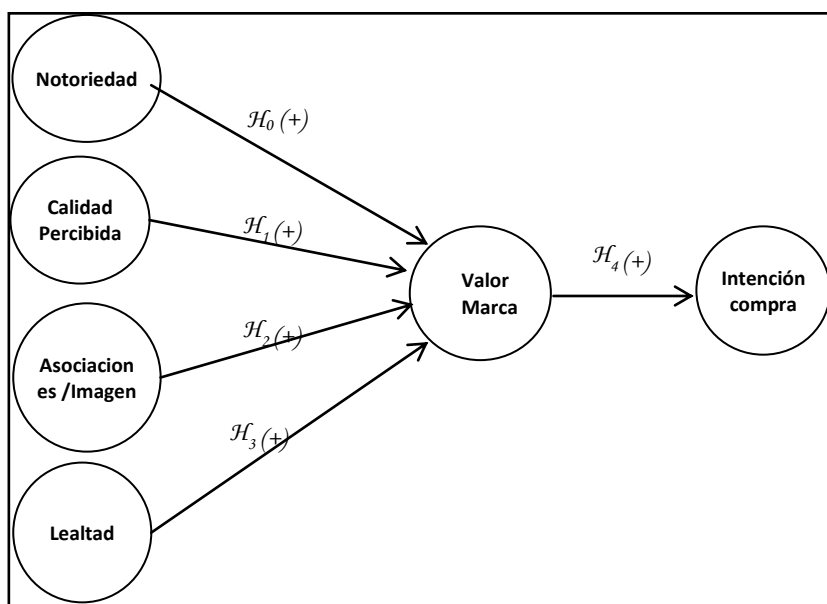 Notoriedad
H₀ (+)
Calidad
Percibida
H₁ (+)
Valor
Marca
H₄ (+)
Intención
compra
Asociacion
es /Imagen
H₂ (+)
H₃ (+)
Lealtad